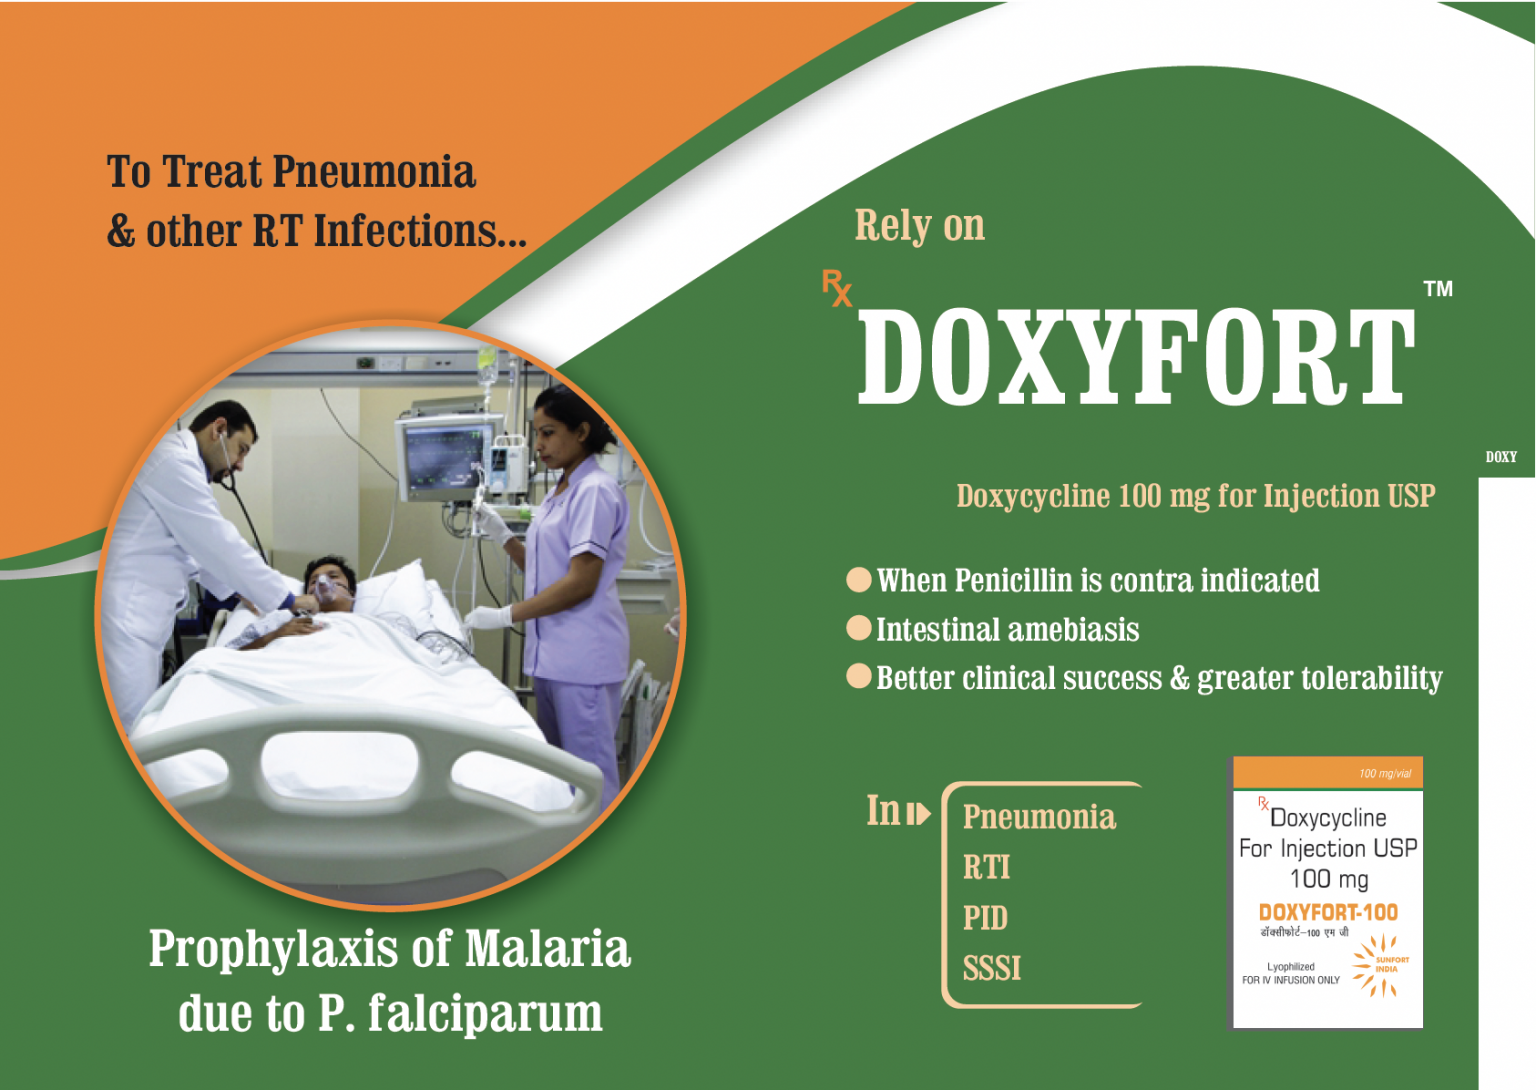 To Treat Pneumonia
& other RT Infections...
Prophylaxis of Malaria
due to P. falciparum
Rely on
Rx
DOXYFORT TM
DOXY
Doxycycline 100 mg for Injection USP
When Penicillin is contra indicated
Intestinal amebiasis
Better clinical success & greater tolerability
In
Pneumonia
RTI
PID
SSSI
100 mg/vial
Rx Doxycycline
For Injection USP
100 mg
DOXYFORT-100
डॉक्सीफोर्ट–100 एम जी
Lyophilized
FOR IV INFUSION ONLY
SUNFORT
INDIA